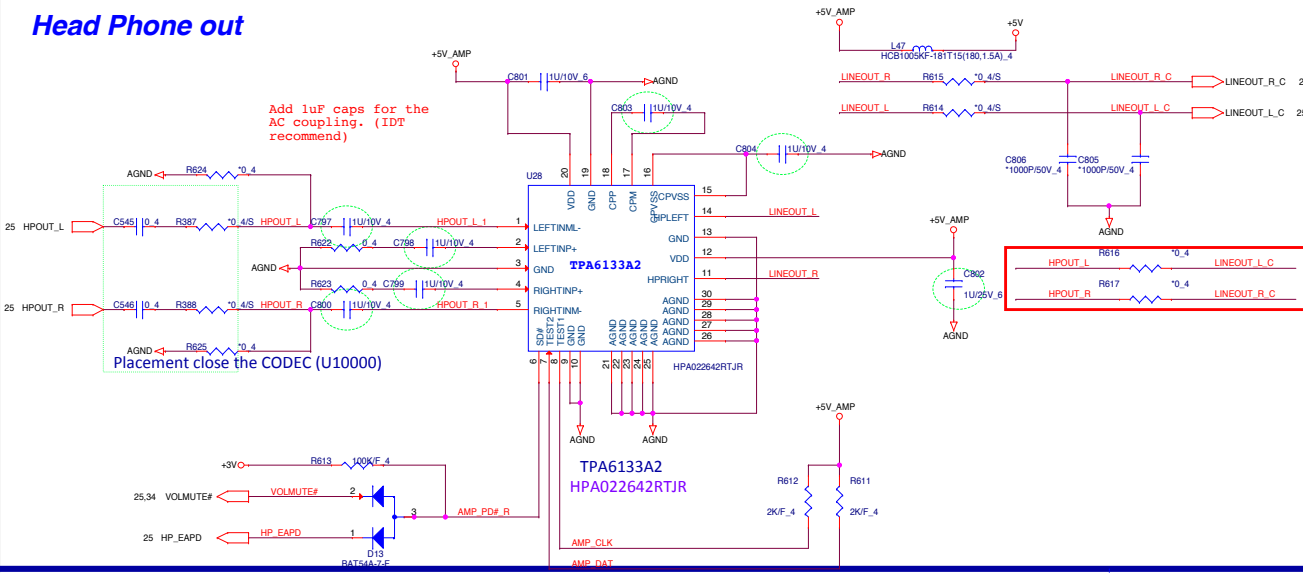 Head Phone out
+5V_AMP
+5V
L47
HCB1005KF-181T15(180,1.5A)_4
+5V_AMP
C801
1U/10V_6
AGND
LINEOUT_R
R615
*0_4/S
LINEOUT_R_C
LINEOUT_R_C
2
Add 1uF caps for the
AC coupling. (IDT
recommend)
C803
1U/10V_4
LINEOUT_L
R614
*0_4/S
LINEOUT_L_C
LINEOUT_L_C
25
C804
1U/10V_4
AGND
C806
*1000P/50V_4
C805
*1000P/50V_4
AGND
AGND
R624
*0_4
U28
20
19
18
17
16
VDD
GND
CPP
CPM
CPVSS
CPVSS
15
25 HPOUT_L
C545
0_4
R387
*0_4/S
HPOUT_L
C797
1U/10V_4
HPOUT_L_1
1
LEFTINML-
HPLEFT
14
LINEOUT_L
R622
0_4
C798
1U/10V_4
2
LEFTINP+
GND
13
+5V_AMP
AGND
3
GND
TPA6133A2
VDD
12
R623
0_4
C799
1U/10V_4
4
RIGHTINP+
HPRIGHT
11
LINEOUT_R
C802
1U/25V_6
AGND
25 HPOUT_R
C546
0_4
R388
*0_4/S
HPOUT_R
C800
1U/10V_4
HPOUT_R_1
5
RIGHTINM-
AGND
30
AGND
29
AGND
28
AGND
27
AGND
26
HPOUT_L
R616
*0_4
LINEOUT_L_C
HPOUT_R
R617
*0_4
LINEOUT_R_C
AGND
R625
*0_4
Placement close the CODEC (U10000)
SD#
TEST2
TEST1
GND
GND
AGND
AGND
AGND
AGND
AGND
6
7
8
9
10
21
22
23
24
25
HPA022642RTJR
AGND
AGND
TPA6133A2
HPA022642RTJR
+5V_AMP
+3V
R613
100K/F_4
R612
2K/F_4
R611
2K/F_4
25,34 VOLMUTE#
VOLMUTE#
2
3
AMP_PD#_R
25 HP_EAPD
HP_EAPD
1
D13
BAT54A-7-F
AMP_CLK
AMP_DAT